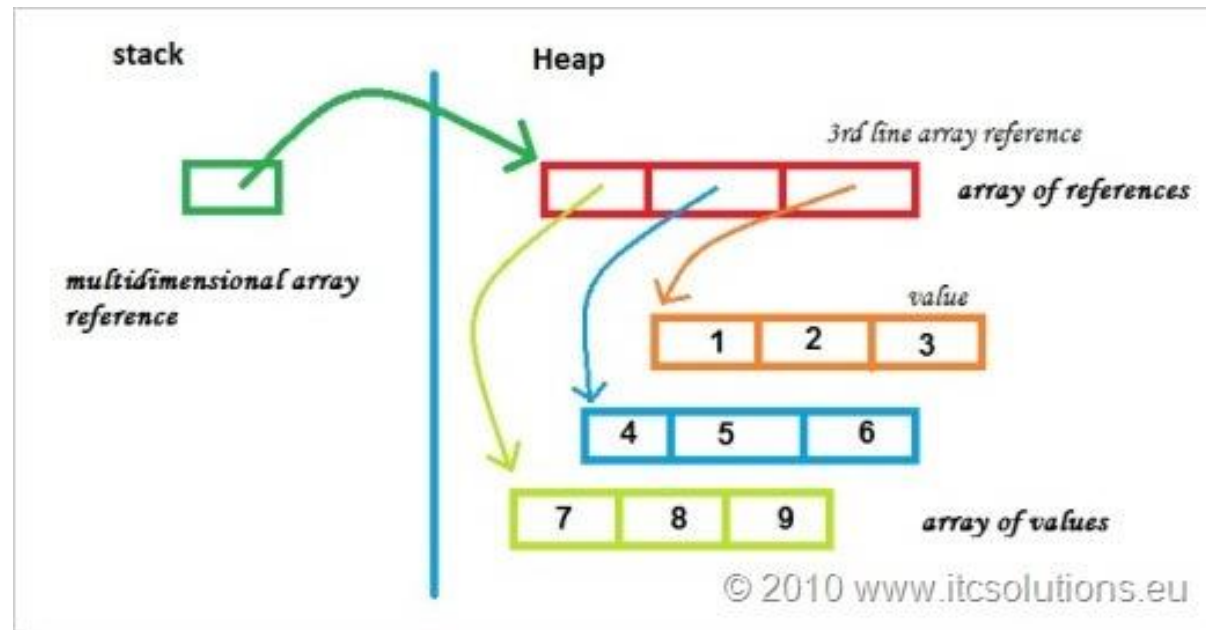 stack
Heap
3rd line array reference
array of references
multidimensional array
reference
value
1 2 3
4 5 6
7 8 9
array of values
© 2010 www.itcsolutions.eu